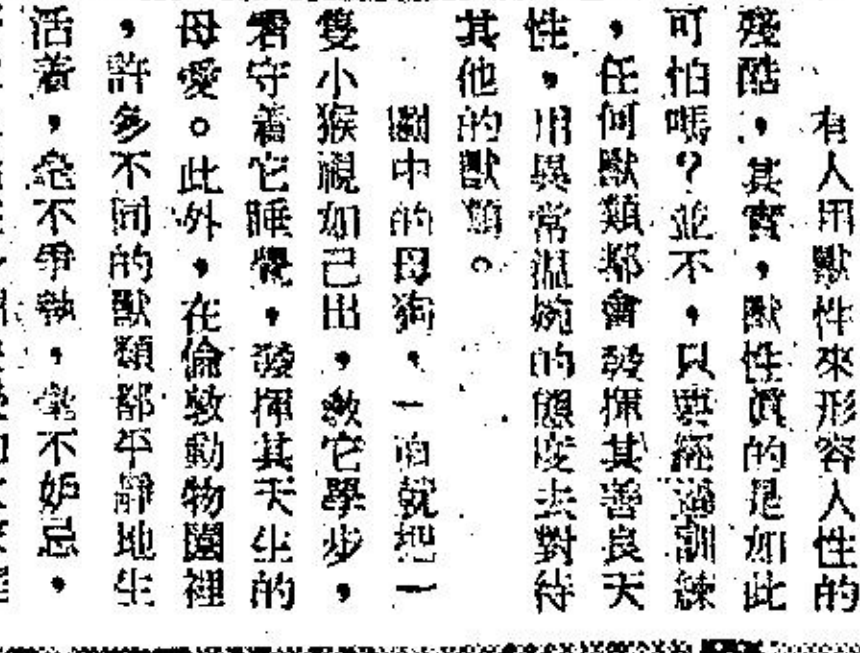 有人用獸性來形容人性的
殘酷，其實，獸性真的是如此
可怕嗎？並不，只要經過訓練
，任何獸類都會發揮其善良天
性，用異常溫婉的態度去對待
其他的獸類。
圖中的母狗，一直就把一
隻小猴視如己出，教它學步，
看守着它睡覺，發揮其天生的
母愛。此外，在倫敦動物園裡
，許多不同的獸類都平靜地生
活着，毫不爭執，毫不妒忌，